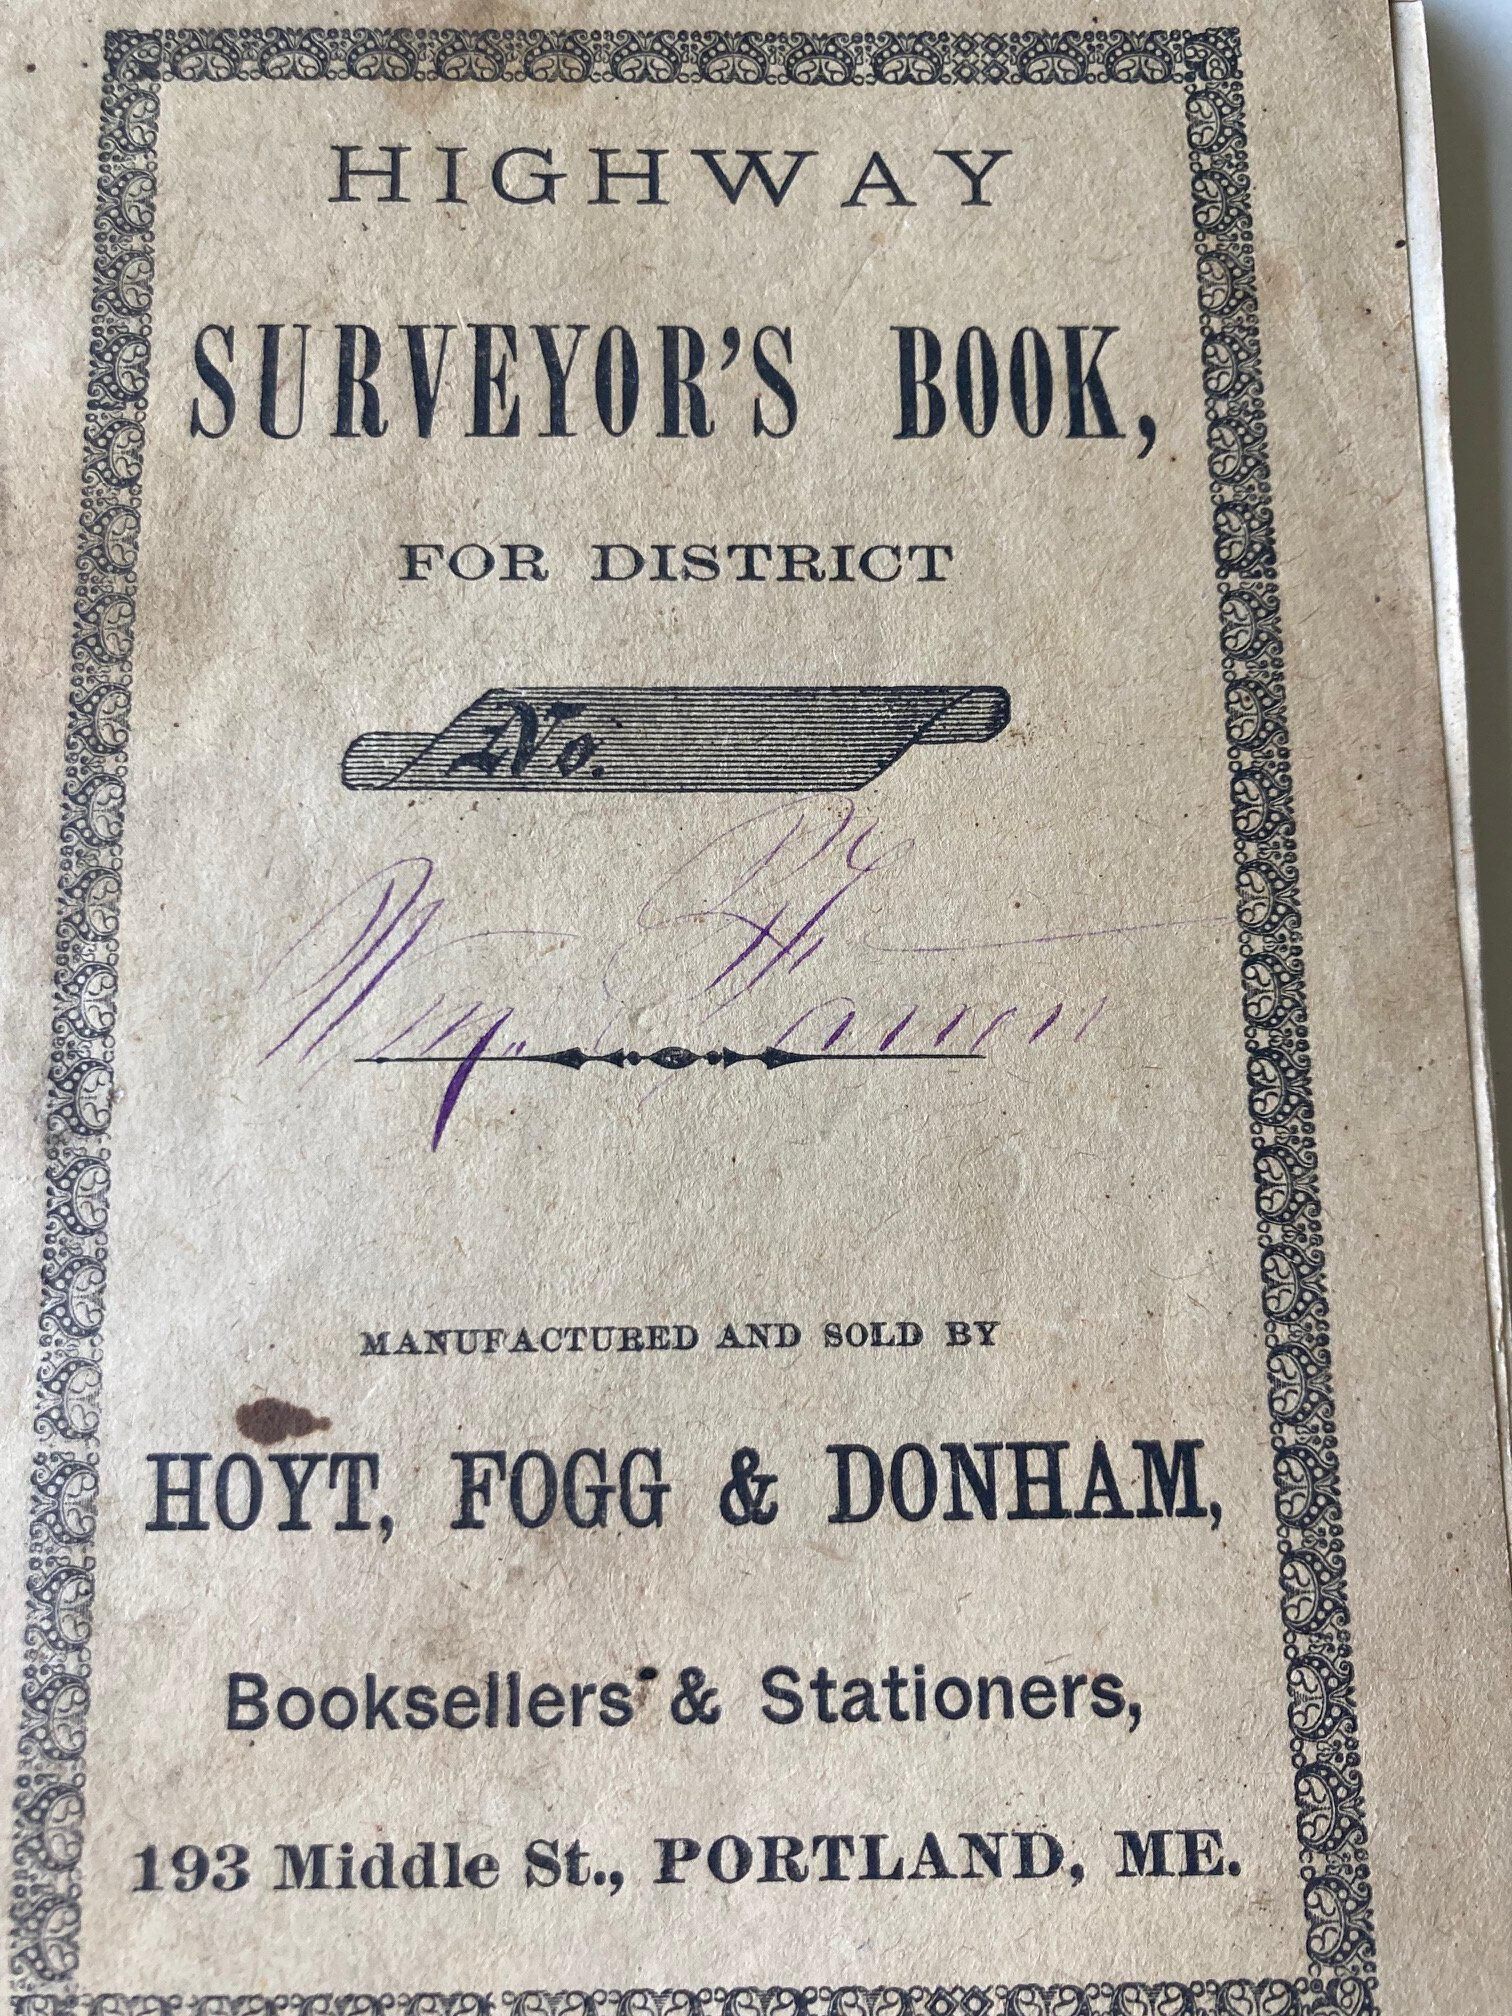 HIGHWAY
SURVEYOR'S BOOK,
FOR DISTRICT
No.
Wm.
MANUFACTURED AND SOLD BY
HOYT, FOGG & DONHAM,
Booksellers & Stationers,
193 Middle St., PORTLAND, ME.